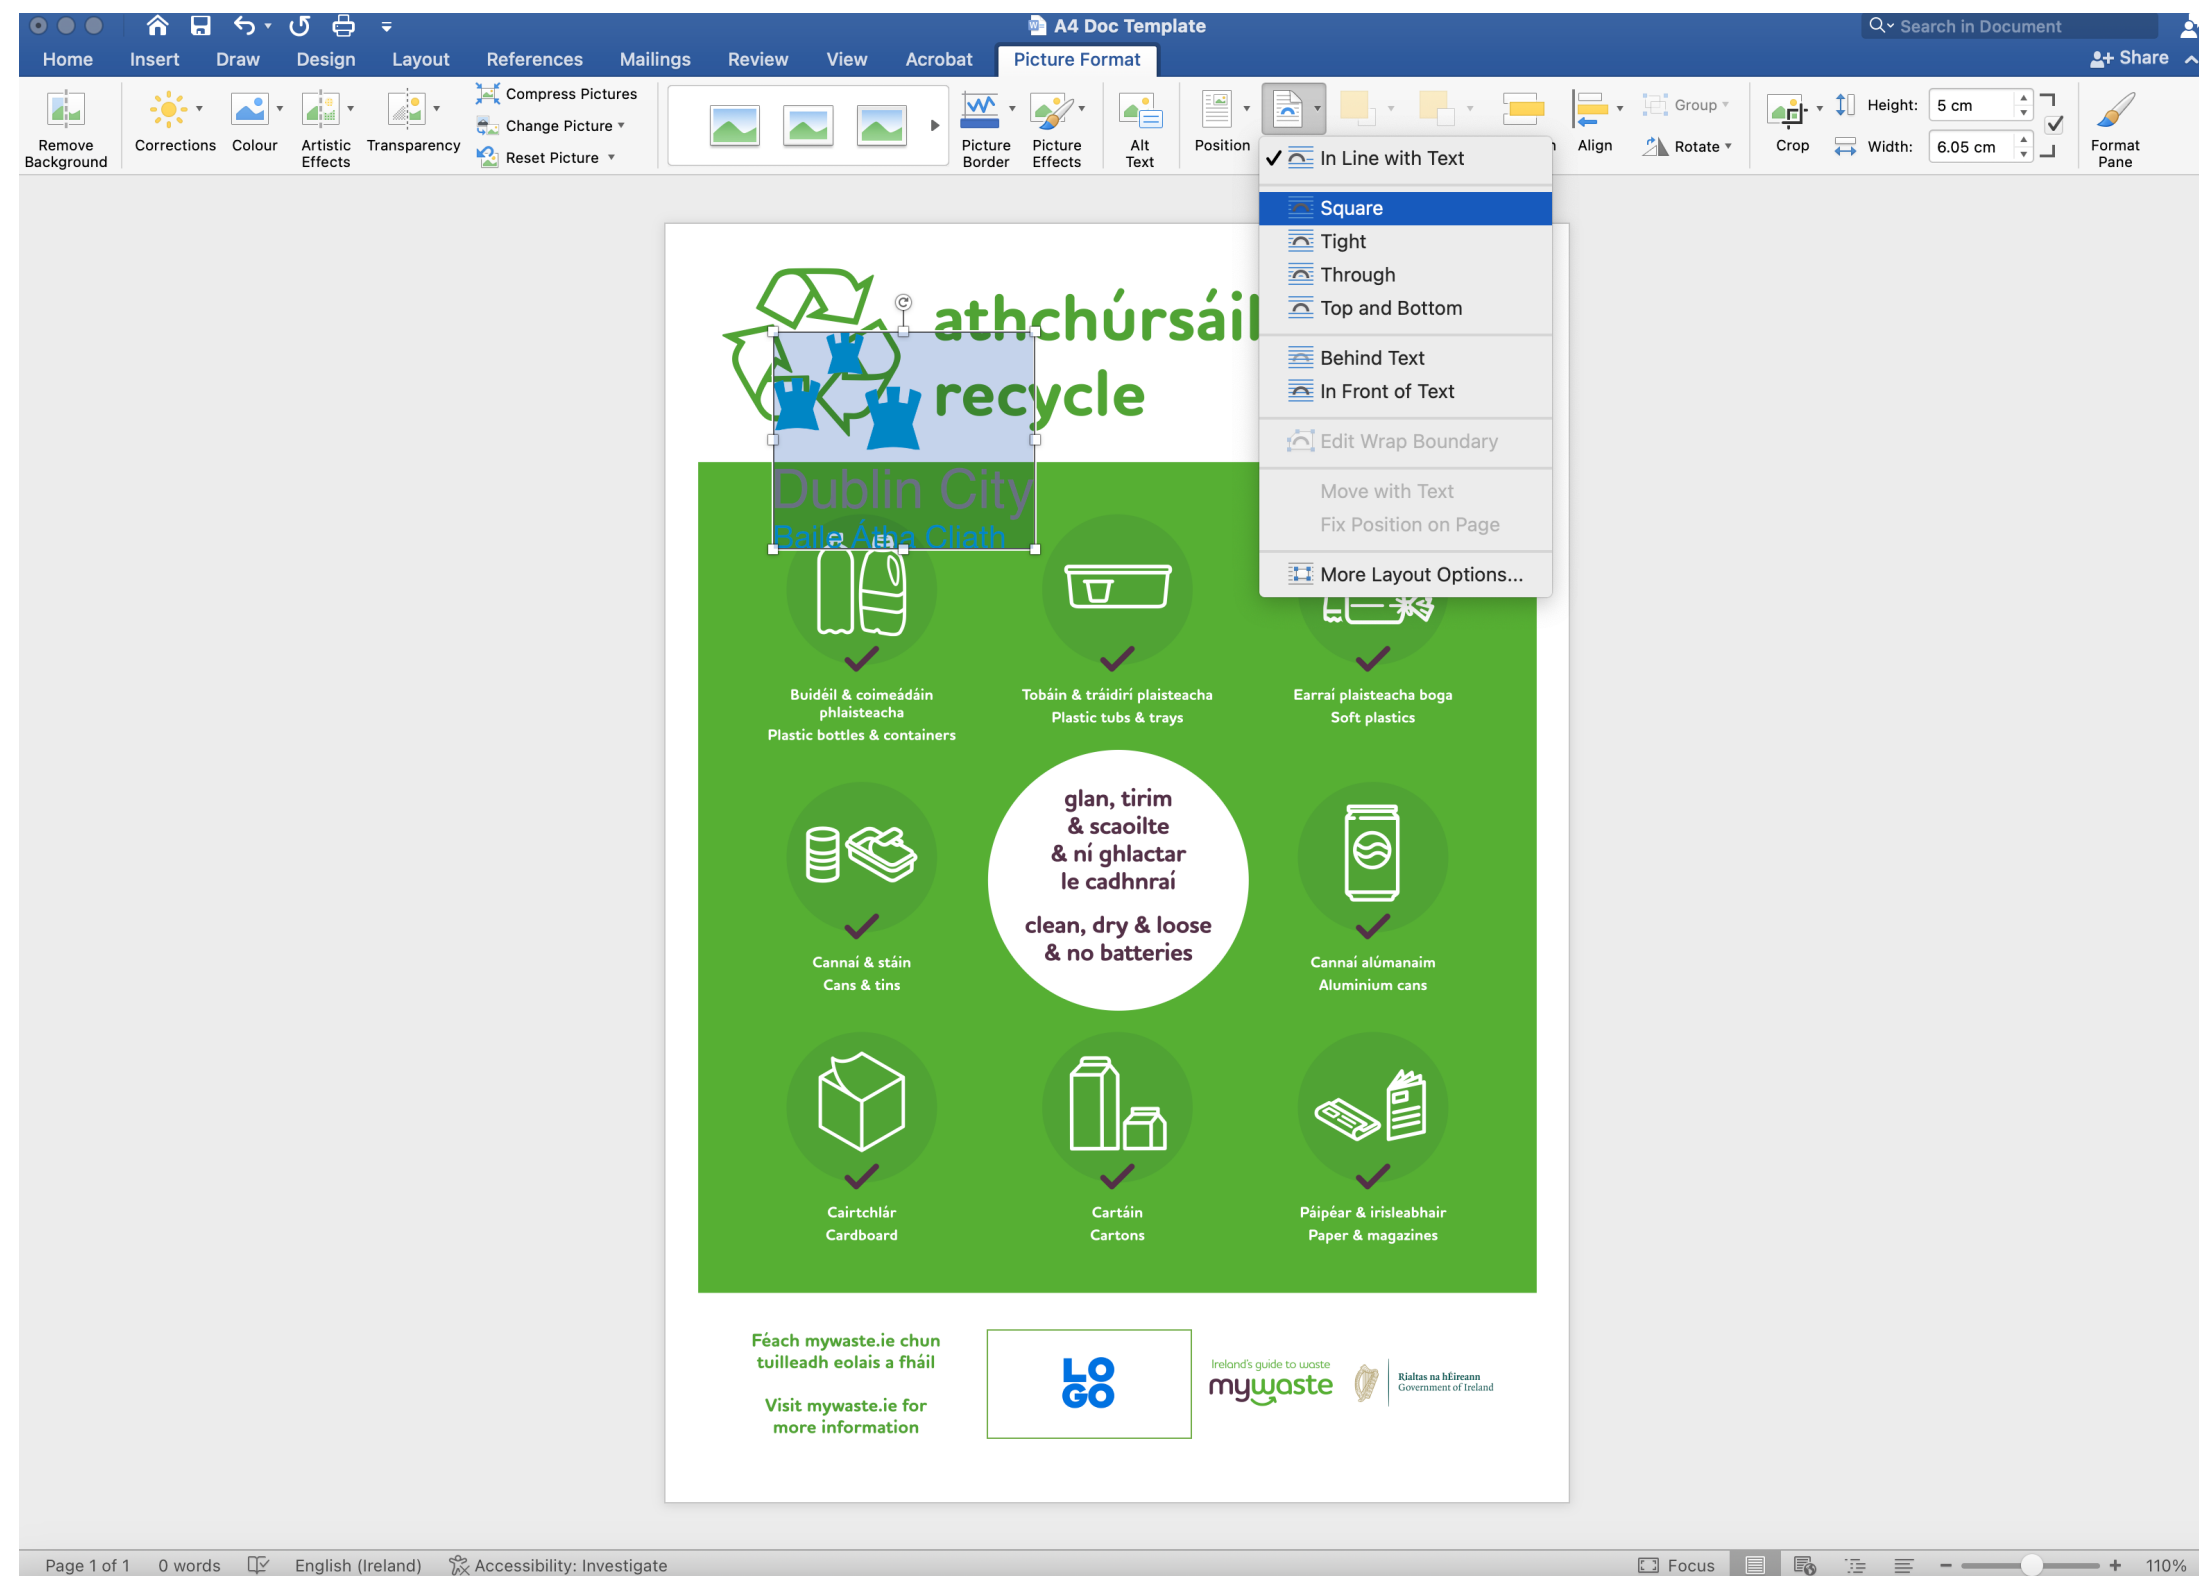 A4 Doc Template
Search in Document
Home Insert Draw Design Layout References Mailings Review View Acrobat Picture Format Share
Remove Background
Corrections
Colour
Artistic Effects
Transparency
Compress Pictures
Change Picture
Reset Picture
Picture Border
Picture Effects
Alt Text
Position
Align
Group
Rotate
Crop
Height: 5 cm
Width: 6.05 cm
Format Pane
In Line with Text
Square
Tight
Through
Top and Bottom
Behind Text
In Front of Text
Edit Wrap Boundary
Move with Text
Fix Position on Page
More Layout Options...
athchúrsáil
recycle
Dublin City
Baile Átha Cliath
Buidéil & coimeádáin
phlaisteacha
Plastic bottles & containers
Tobáin & tráidirí plaisteacha
Plastic tubs & trays
Earraí plaisteacha boga
Soft plastics
glan, tirim
& scaoilte
& ní ghlactar
le cadhnraí
clean, dry & loose
& no batteries
Cannaí & stáin
Cans & tins
Cannaí alúmanaim
Aluminium cans
Cairtchlár
Cardboard
Cartáin
Cartons
Páipéar & irisleabhair
Paper & magazines
Féach mywaste.ie chun
tuilleadh eolais a fháil
Visit mywaste.ie for
more information
LO
GO
Ireland's guide to waste
mywaste
Rialtas na hÉireann
Government of Ireland
Page 1 of 1 0 words English (Ireland) Accessibility: Investigate Focus 110%